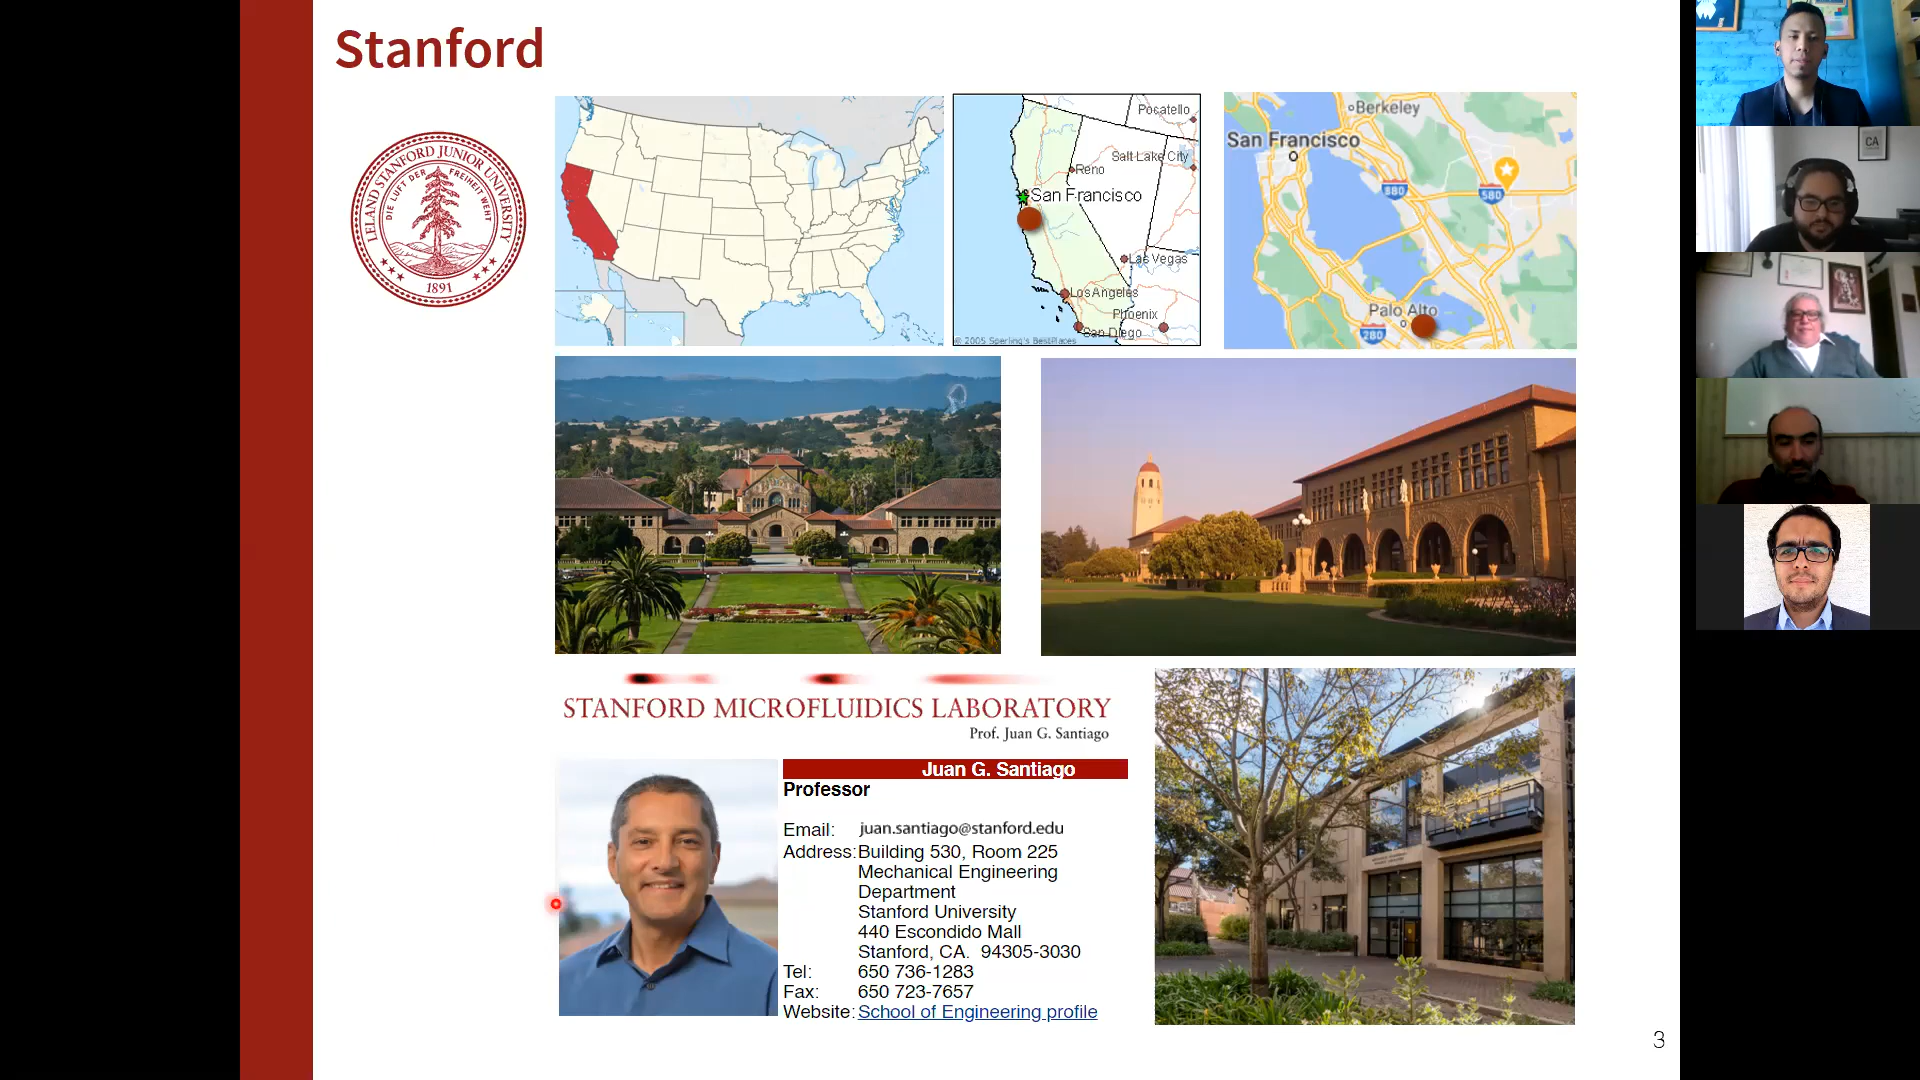 Stanford
LELAND STANFORD JUNIOR UNIVERSITY
DIE LUFT DER FREIHEIT WEHT
1891
Pocatello
Salt Lake City
Reno
San Francisco
Las Vegas
Los Angeles
Phoenix
San Diego
© 2005 Sperling's BestPlaces
Berkeley
San Francisco
880
580
Palo Alto
280
STANFORD MICROFLUIDICS LABORATORY
Prof. Juan G. Santiago
Juan G. Santiago
Professor
Email: juan.santiago@stanford.edu
Address: Building 530, Room 225
Mechanical Engineering
Department
Stanford University
440 Escondido Mall
Stanford, CA. 94305-3030
Tel: 650 736-1283
Fax: 650 723-7657
Website: School of Engineering profile
3
CA